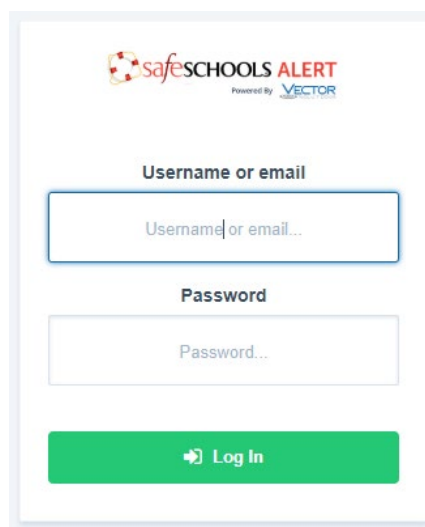 safeSCHOOLS ALERT
Powered By VECTOR
Username or email
Username or email...
Password
Password...
Log In